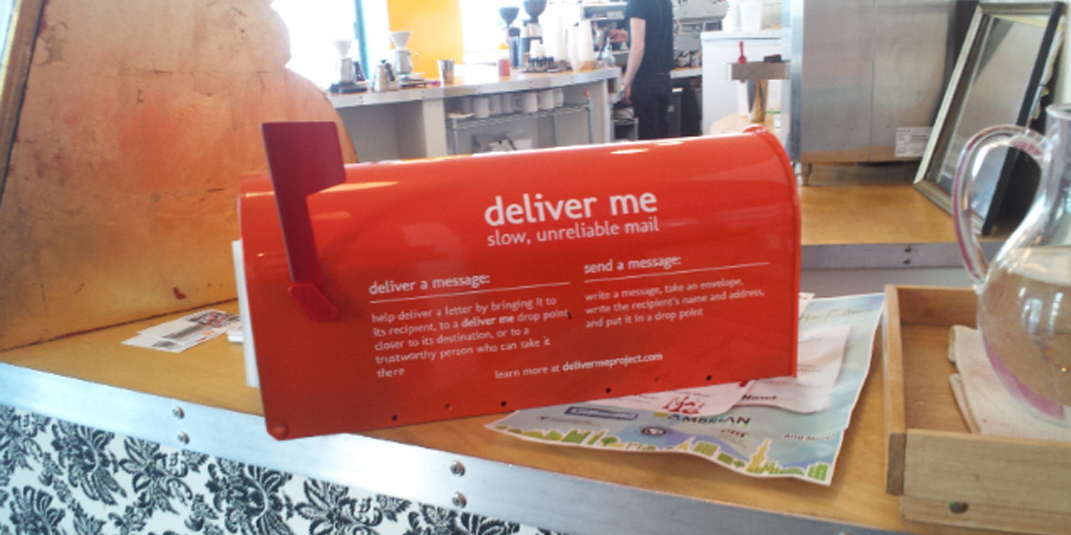 deliver me
slow, unreliable mail
deliver a message:
help deliver a letter by bringing it to
its recipient, to a deliver me drop point
closer to its destination, or to a
trustworthy person who can take it
there
send a message:
write a message, take an envelope,
write the recipient's name and address,
and put it in a drop point
learn more at delivermeproject.com